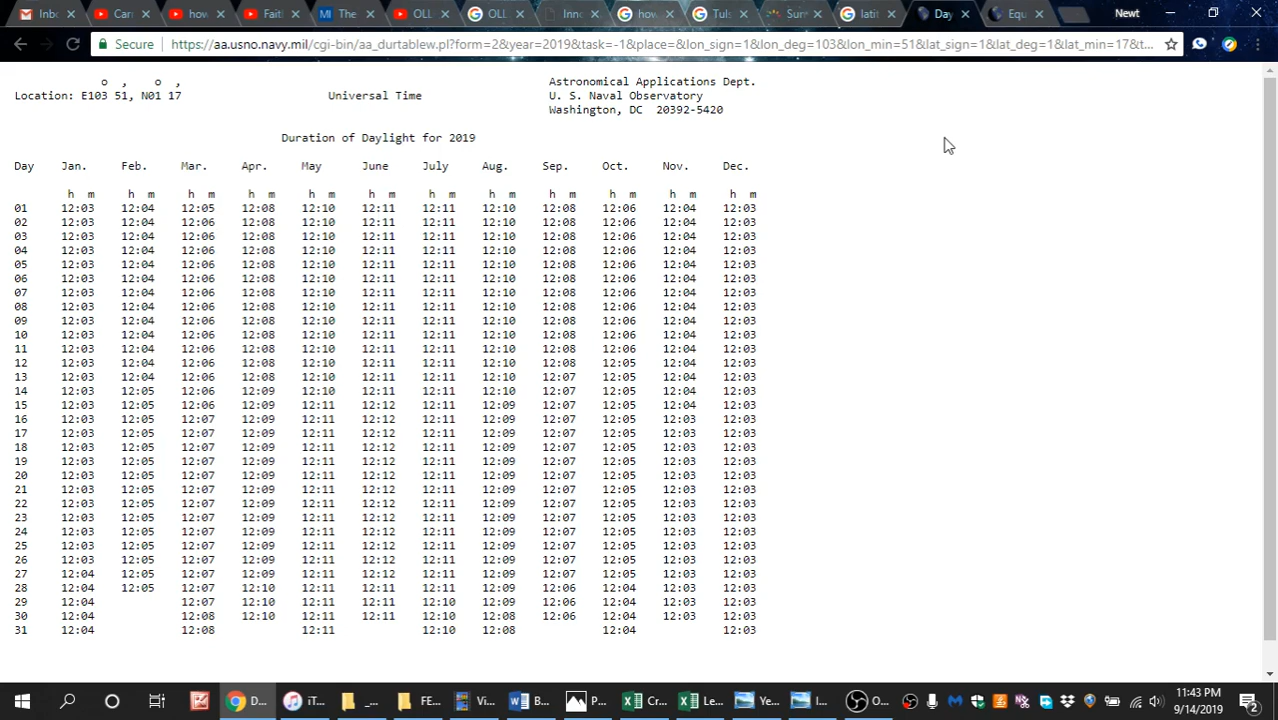 Inbo Carr how Faith MI The OLL OLL Inno how Tuls Sunr latit Day Equ Newt
Secure https://aa.usno.navy.mil/cgi-bin/aa_durtablew.pl?form=2&year=2019&task=-1&place=&lon_sign=1&lon_deg=103&lon_min=51&lat_sign=1&lat_deg=1&lat_min=17&t...
o , o , Astronomical Applications Dept.
Location: E103 51, N01 17 Universal Time U. S. Naval Observatory
Washington, DC 20392-5420
Duration of Daylight for 2019
Day Jan. Feb. Mar. Apr. May June July Aug. Sep. Oct. Nov. Dec.
h m h m h m h m h m h m h m h m h m h m h m h m
01 12:03 12:04 12:05 12:08 12:10 12:11 12:11 12:10 12:08 12:06 12:04 12:03
02 12:03 12:04 12:06 12:08 12:10 12:11 12:11 12:10 12:08 12:06 12:04 12:03
03 12:03 12:04 12:06 12:08 12:10 12:11 12:11 12:10 12:08 12:06 12:04 12:03
04 12:03 12:04 12:06 12:08 12:10 12:11 12:11 12:10 12:08 12:06 12:04 12:03
05 12:03 12:04 12:06 12:08 12:10 12:11 12:11 12:10 12:08 12:06 12:04 12:03
06 12:03 12:04 12:06 12:08 12:10 12:11 12:11 12:10 12:08 12:06 12:04 12:03
07 12:03 12:04 12:06 12:08 12:10 12:11 12:11 12:10 12:08 12:06 12:04 12:03
08 12:03 12:04 12:06 12:08 12:10 12:11 12:11 12:10 12:08 12:06 12:04 12:03
09 12:03 12:04 12:06 12:08 12:10 12:11 12:11 12:10 12:08 12:06 12:04 12:03
10 12:03 12:04 12:06 12:08 12:10 12:11 12:11 12:10 12:08 12:06 12:04 12:03
11 12:03 12:04 12:06 12:08 12:10 12:11 12:11 12:10 12:08 12:05 12:04 12:03
12 12:03 12:04 12:06 12:08 12:10 12:11 12:11 12:10 12:08 12:05 12:04 12:03
13 12:03 12:04 12:06 12:08 12:10 12:11 12:11 12:10 12:07 12:05 12:04 12:03
14 12:03 12:05 12:06 12:09 12:10 12:11 12:11 12:10 12:07 12:05 12:04 12:03
15 12:03 12:05 12:06 12:09 12:11 12:12 12:11 12:09 12:07 12:05 12:04 12:03
16 12:03 12:05 12:07 12:09 12:11 12:12 12:11 12:09 12:07 12:05 12:03 12:03
17 12:03 12:05 12:07 12:09 12:11 12:12 12:11 12:09 12:07 12:05 12:03 12:03
18 12:03 12:05 12:07 12:09 12:11 12:12 12:11 12:09 12:07 12:05 12:03 12:03
19 12:03 12:05 12:07 12:09 12:11 12:12 12:11 12:09 12:07 12:05 12:03 12:03
20 12:03 12:05 12:07 12:09 12:11 12:12 12:11 12:09 12:07 12:05 12:03 12:03
21 12:03 12:05 12:07 12:09 12:11 12:12 12:11 12:09 12:07 12:05 12:03 12:03
22 12:03 12:05 12:07 12:09 12:11 12:12 12:11 12:09 12:07 12:05 12:03 12:03
23 12:03 12:05 12:07 12:09 12:11 12:12 12:11 12:09 12:07 12:05 12:03 12:03
24 12:03 12:05 12:07 12:09 12:11 12:12 12:11 12:09 12:07 12:05 12:03 12:03
25 12:03 12:05 12:07 12:09 12:11 12:12 12:11 12:09 12:07 12:05 12:03 12:03
26 12:03 12:05 12:07 12:09 12:11 12:12 12:11 12:09 12:07 12:05 12:03 12:03
27 12:04 12:05 12:07 12:09 12:11 12:12 12:11 12:09 12:07 12:05 12:03 12:03
28 12:04 12:05 12:07 12:10 12:11 12:11 12:11 12:09 12:06 12:04 12:03 12:03
29 12:04 12:07 12:10 12:11 12:11 12:10 12:09 12:06 12:04 12:03 12:03
30 12:04 12:08 12:10 12:11 12:11 12:10 12:08 12:06 12:04 12:03 12:03
31 12:04 12:08 12:11 12:10 12:08 12:04 12:03
D... iT... _... FE... Vi... B... P... Cr... Le... Ye... I... O... 11:43 PM
9/14/2019 2